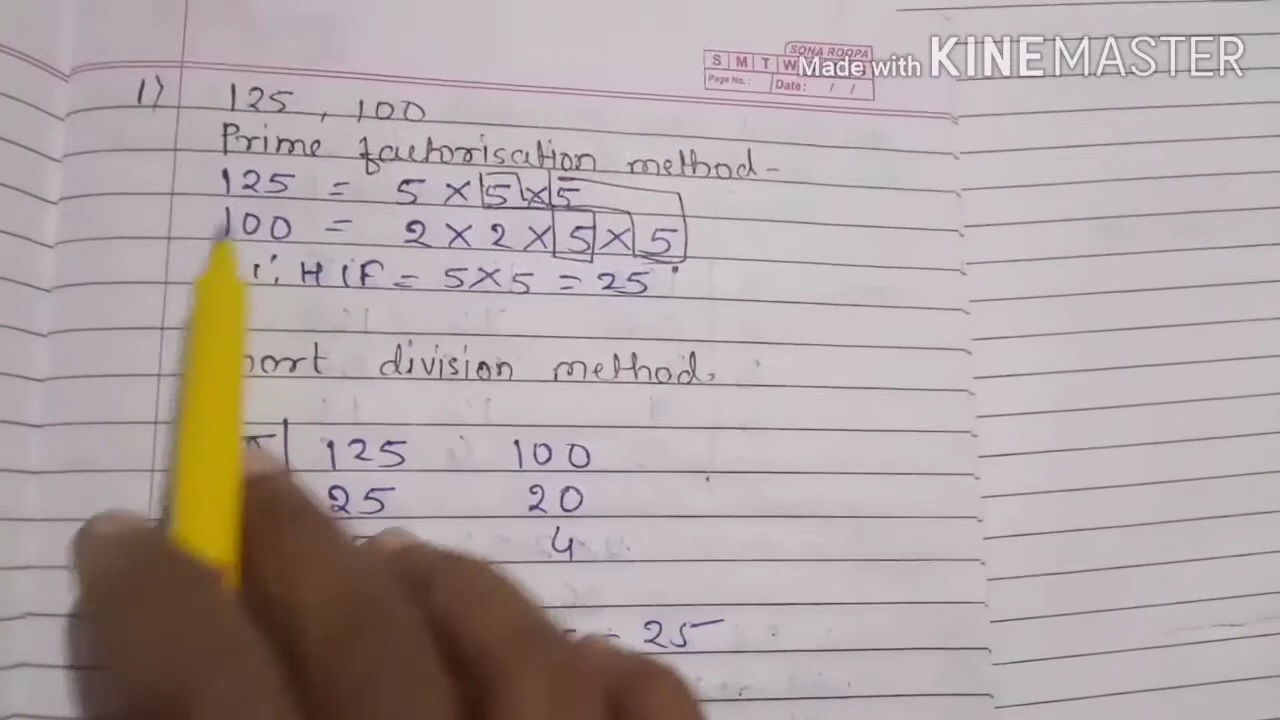 SONA ROOPA
S M T W
Made with KINEMASTER
Page No.:
Date: / /
1) 125, 100
Prime factorisation method-
125 = 5 × 5 × 5
100 = 2 × 2 × 5 × 5
∴ HCF = 5×5 = 25
division method.
125 100
25 20
4
= 25